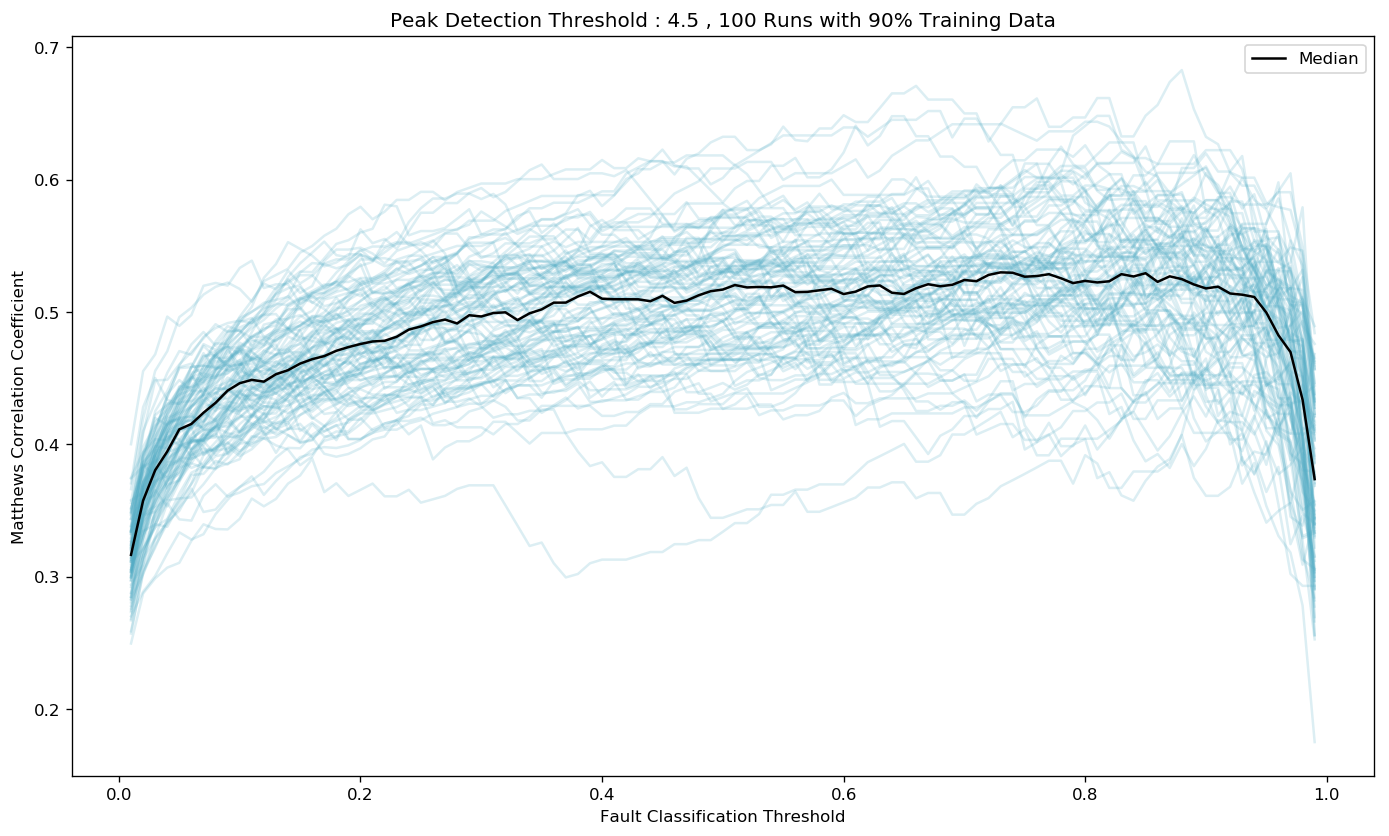 Peak Detection Threshold : 4.5 , 100 Runs with 90% Training Data
Median
Matthews Correlation Coefficient
0.7
0.6
0.5
0.4
0.3
0.2
0.0 0.2 0.4 0.6 0.8 1.0
Fault Classification Threshold